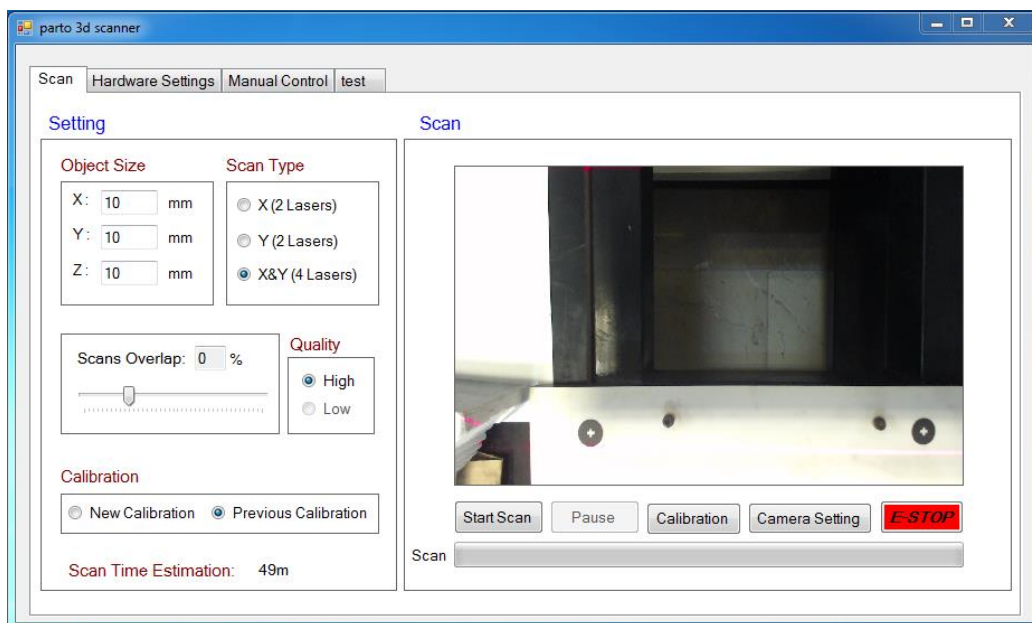 parto 3d scanner
Scan Hardware Settings Manual Control test
Setting
Object Size
X: 10 mm
Y: 10 mm
Z: 10 mm
Scan Type
X (2 Lasers)
Y (2 Lasers)
X&Y (4 Lasers)
Scans Overlap: 0 %
Quality
High
Low
Calibration
New Calibration Previous Calibration
Scan Time Estimation: 49m
Scan
Start Scan Pause Calibration Camera Setting E-STOP
Scan